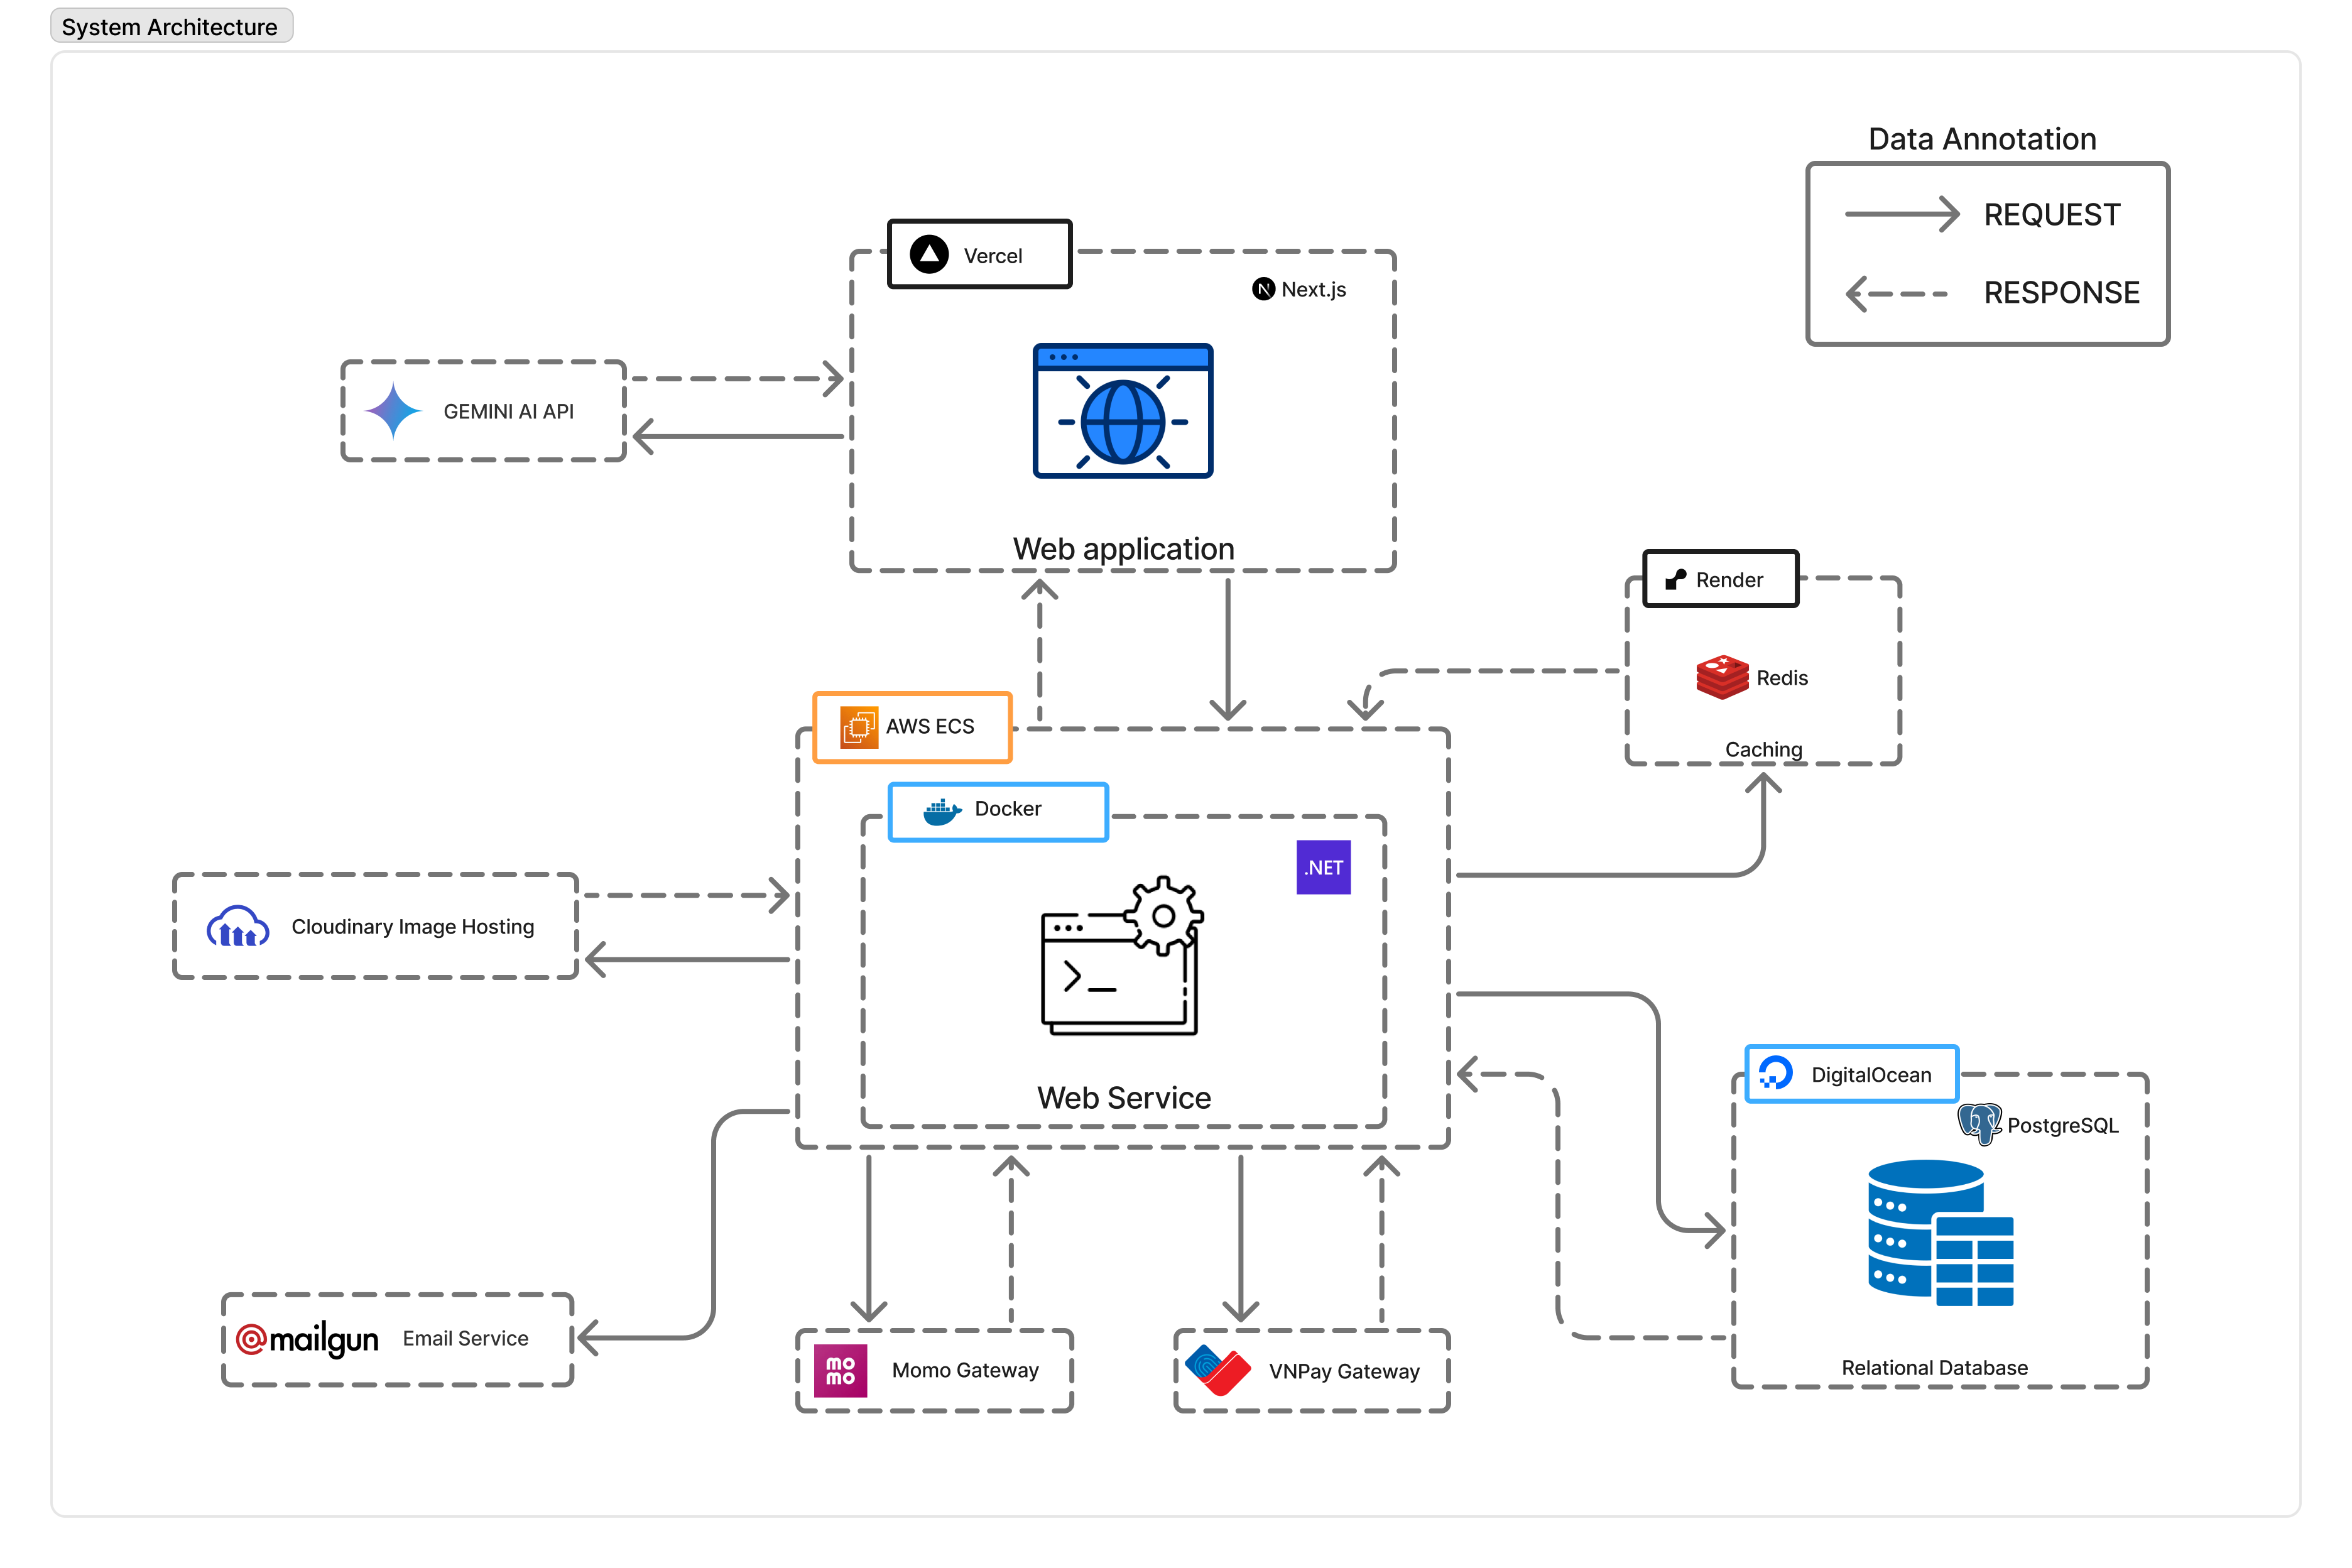 System Architecture
Data Annotation
REQUEST
RESPONSE
Vercel
Next.js
GEMINI AI API
Web application
Render
Redis
Caching
AWS ECS
Docker
.NET
Cloudinary Image Hosting
Web Service
DigitalOcean
PostgreSQL
Relational Database
@mailgun Email Service
MO
MO
Momo Gateway
VNPay Gateway